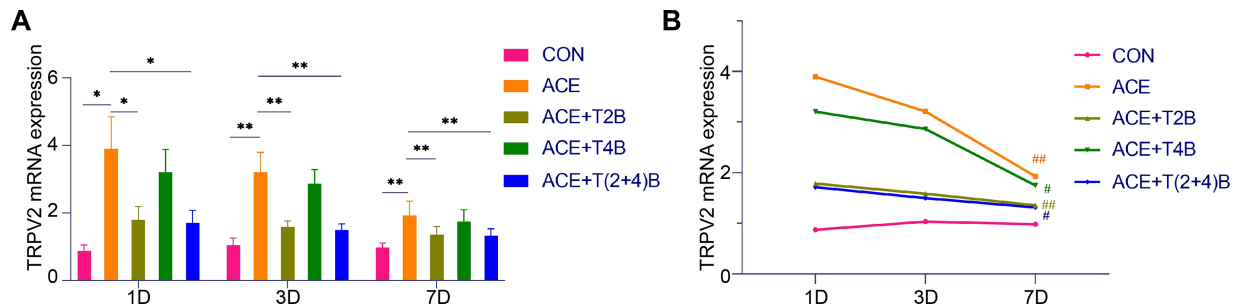 A
TRPV2 mRNA expression
6
4
2
0
* * *
** ** **
** ** **
1D 3D 7D
CON
ACE
ACE+T2B
ACE+T4B
ACE+T(2+4)B
B
TRPV2 mRNA expression
4
2
0
##
#
##
#
1D 3D 7D
CON
ACE
ACE+T2B
ACE+T4B
ACE+T(2+4)B